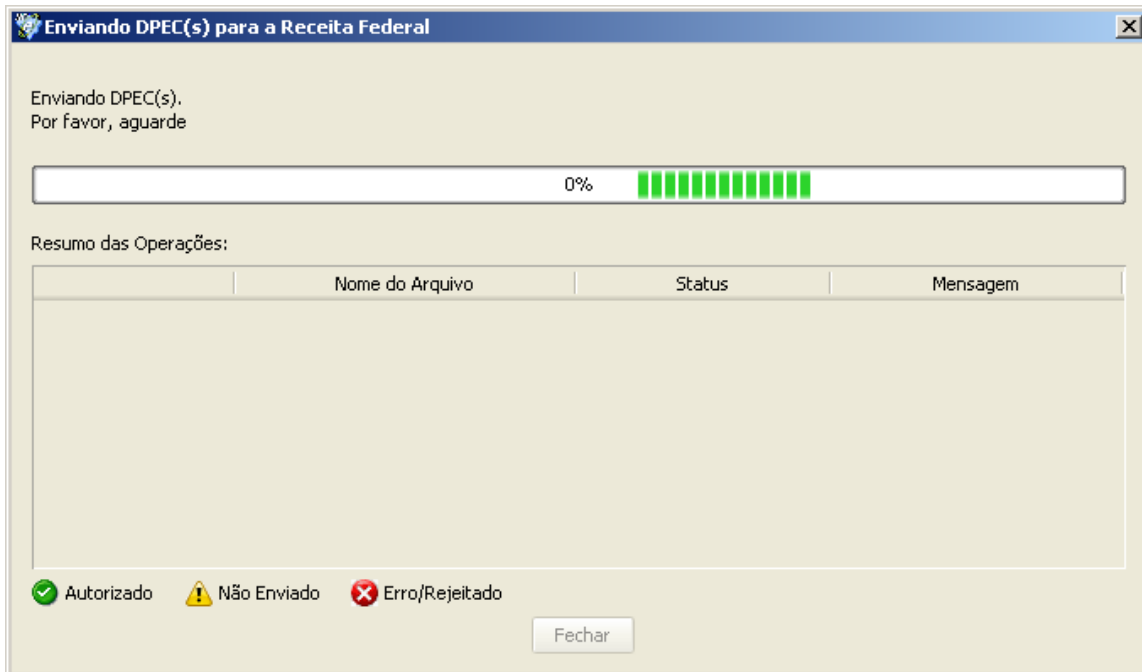 Enviando DPEC(s) para a Receita Federal
Enviando DPEC(s).
Por favor, aguarde
0%
Resumo das Operações:
Nome do Arquivo Status Mensagem
Autorizado Não Enviado Erro/Rejeitado
Fechar